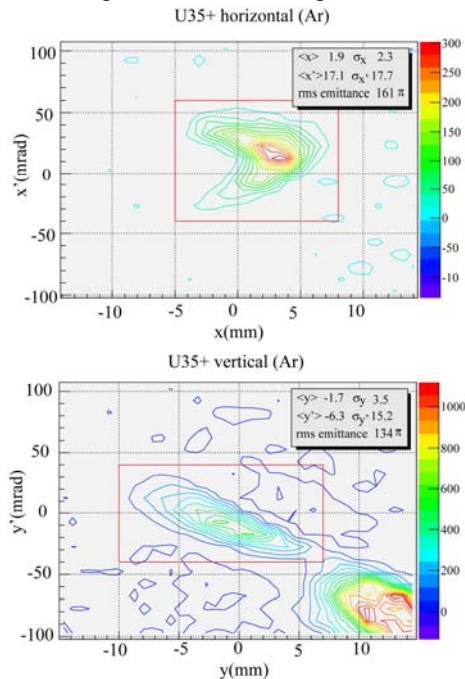 U35+ horizontal (Ar)
<x> 1.9 σx 2.3
<x'> 17.1 σx' 17.7
rms emittance 161 π
100
50
0
-50
-100
x'(mrad)
-10 -5 0 5 10
x(mm)
300
250
200
150
100
50
0
-50
-100
U35+ vertical (Ar)
<y> -1.7 σy 3.5
<y'> -6.3 σy' 15.2
rms emittance 134 π
100
50
0
-50
-100
y'(mrad)
-10 -5 0 5 10
y(mm)
1000
800
600
400
200
0